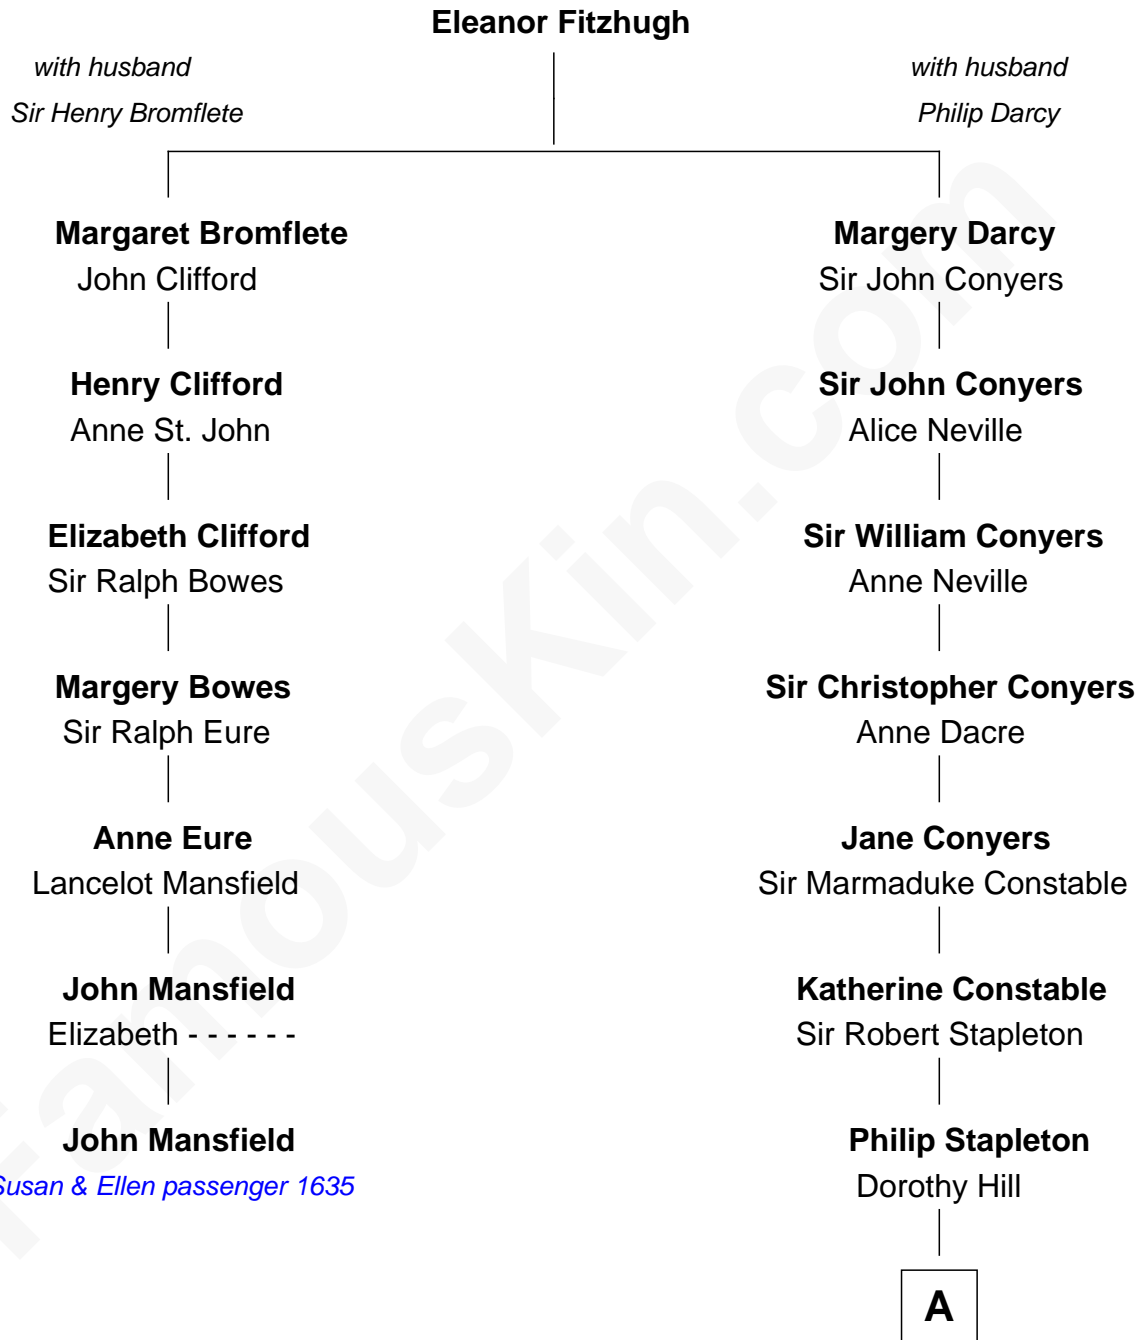 Eleanor Fitzhugh
with husband
Sir Henry Bromflete
with husband
Philip Darcy
Margaret Bromflete
John Clifford
Margery Darcy
Sir John Conyers
Henry Clifford
Anne St. John
Sir John Conyers
Alice Neville
Elizabeth Clifford
Sir Ralph Bowes
Sir William Conyers
Anne Neville
Margery Bowes
Sir Ralph Eure
Sir Christopher Conyers
Anne Dacre
Anne Eure
Lancelot Mansfield
Jane Conyers
Sir Marmaduke Constable
John Mansfield
Elizabeth - - - - - -
Katherine Constable
Sir Robert Stapleton
John Mansfield
Susan & Ellen passenger 1635
Philip Stapleton
Dorothy Hill
A
FamousKin.com